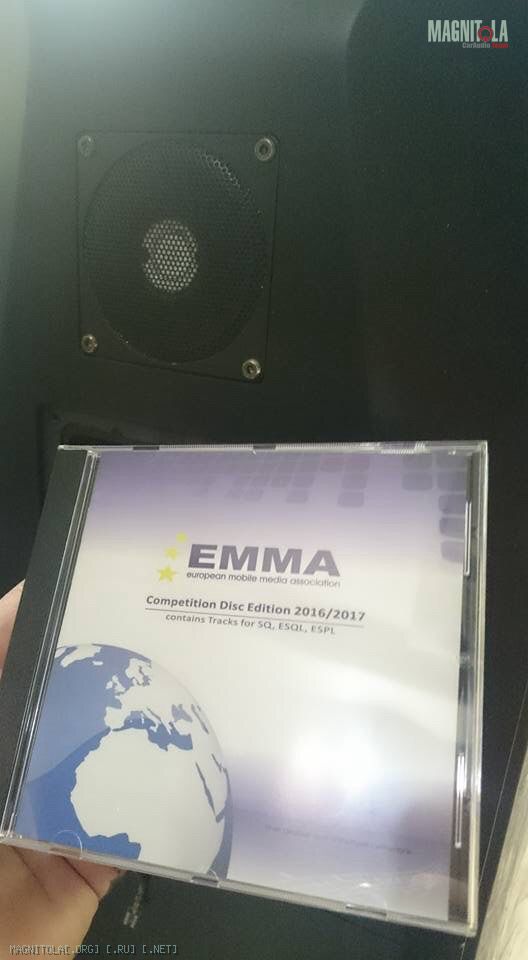 MAGNITOLA
CarAudio Team
EMMA
european mobile media association
Competition Disc Edition 2016/2017
contains Tracks for SQ, ESQL, ESPL
MAGNITOLA[.ORG] [.RU] [.NET]